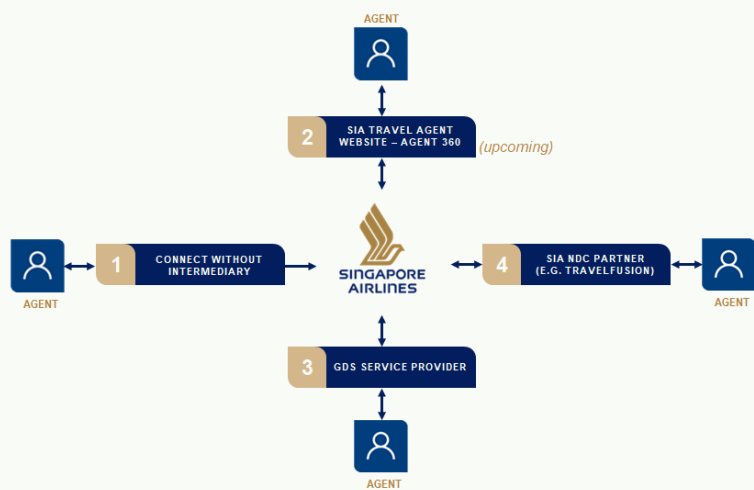 AGENT
2
SIA TRAVEL AGENT
WEBSITE – AGENT 360
(upcoming)
AGENT
1
CONNECT WITHOUT
INTERMEDIARY
SINGAPORE
AIRLINES
4
SIA NDC PARTNER
(E.G. TRAVELFUSION)
AGENT
3
GDS SERVICE PROVIDER
AGENT